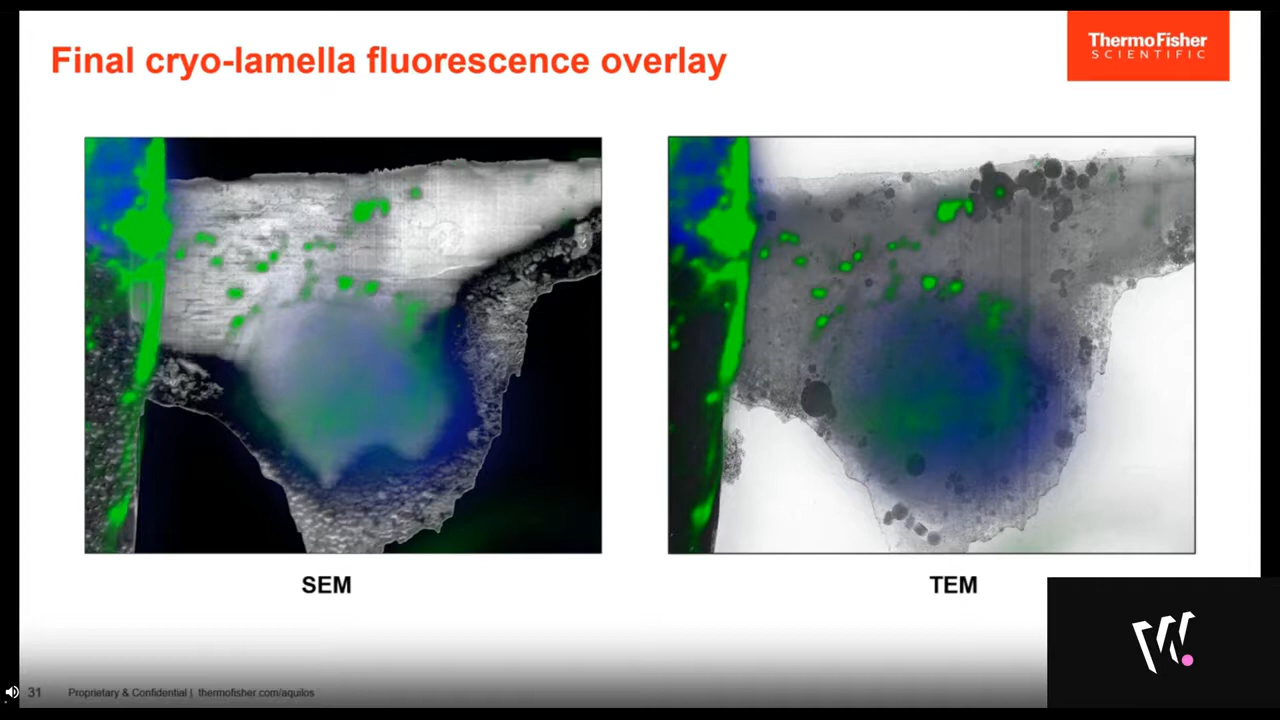 Final cryo-lamella fluorescence overlay
ThermoFisher
SCIENTIFIC
SEM
TEM
31 Proprietary & Confidential | thermofisher.com/aquilos